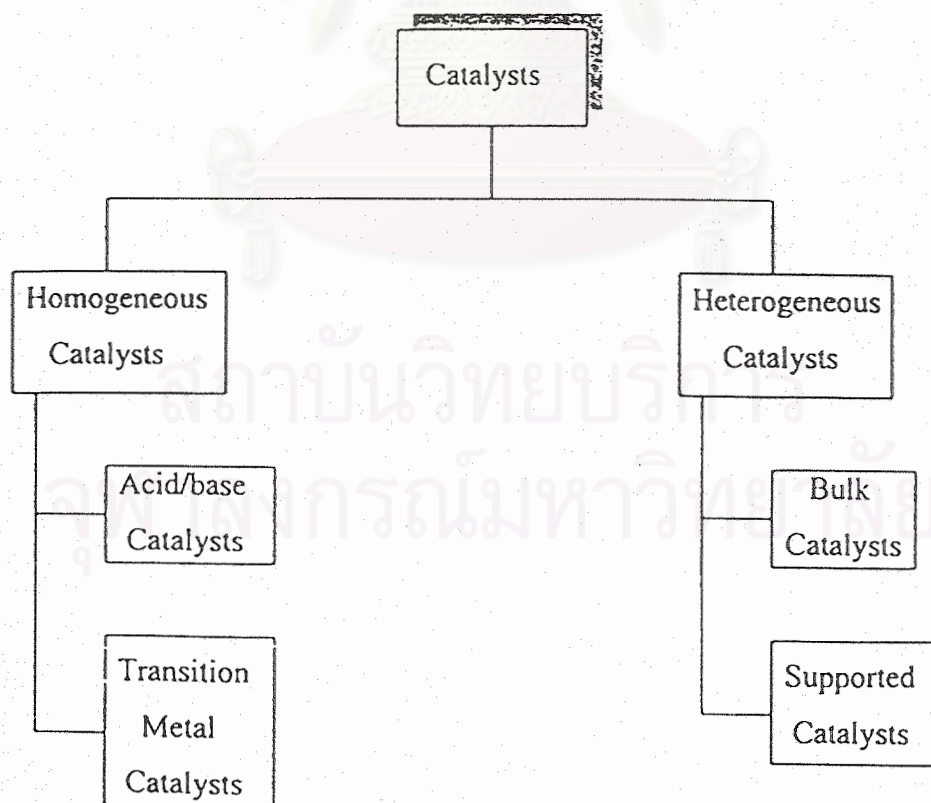 Catalysts
Homogeneous
Catalysts
Heterogeneous
Catalysts
สถาบันวิทยบริการ
จุฬาลงกรณ์มหาวิทยาลัย
Acid/base
Catalysts
Bulk
Catalysts
Transition
Metal
Catalysts
Supported
Catalysts